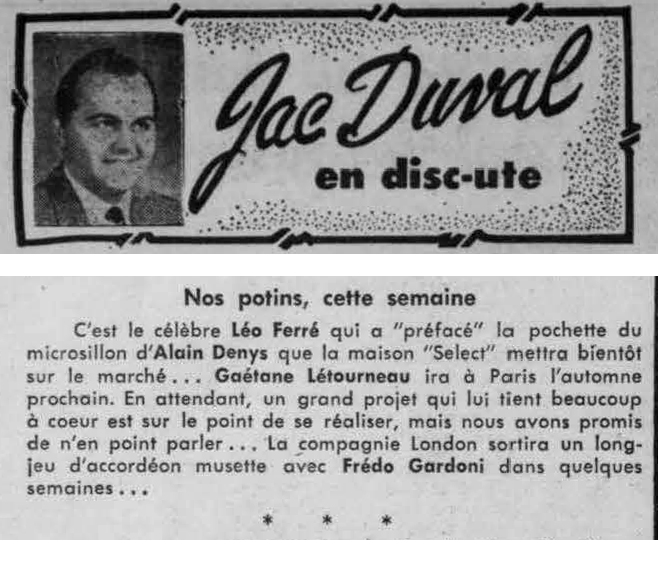 Jac Duval
en disc-ute
Nos potins, cette semaine
C'est le célèbre Léo Ferré qui a "préfacé" la pochette du
microsillon d'Alain Denys que la maison "Select" mettra bientôt
sur le marché... Gaétane Létourneau ira à Paris l'automne
prochain. En attendant, un grand projet qui lui tient beaucoup
à coeur est sur le point de se réaliser, mais nous avons promis
de n'en point parler... La compagnie London sortira un long-
jeu d'accordéon musette avec Frédo Gardoni dans quelques
semaines...
* * *